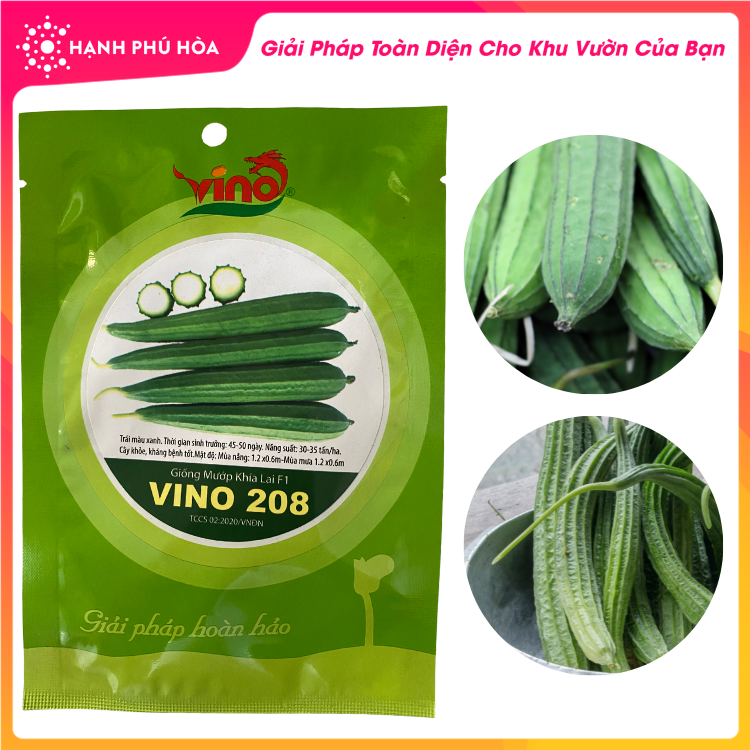 HẠNH PHÚ HÒA
Giải Pháp Toàn Diện Cho Khu Vườn Của Bạn
vino®
Trái màu xanh. Thời gian sinh trưởng: 45-50 ngày. Năng suất: 30-35 tấn/ha.
Cây khỏe, kháng bệnh tốt.Mật độ: Mùa nắng: 1.2 x0.6m-Mùa mưa 1.2 x0.6m
Giống Mướp Khía Lai F1
VINO 208
TCCS 02:2020/VNĐN
Giải pháp hoàn hảo